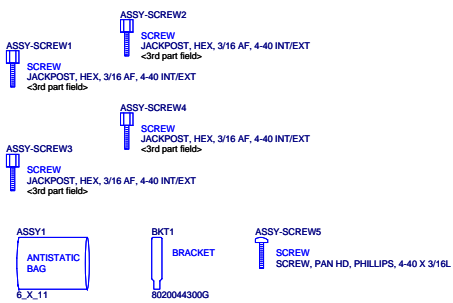 ASSY-SCREW2
SCREW
JACKPOST, HEX, 3/16 AF, 4-40 INT/EXT
<3rd part field>
ASSY-SCREW1
SCREW
JACKPOST, HEX, 3/16 AF, 4-40 INT/EXT
<3rd part field>
ASSY-SCREW4
SCREW
JACKPOST, HEX, 3/16 AF, 4-40 INT/EXT
<3rd part field>
ASSY-SCREW3
SCREW
JACKPOST, HEX, 3/16 AF, 4-40 INT/EXT
<3rd part field>
ASSY1
ANTISTATIC
BAG
6_X_11
BKT1
BRACKET
8020044300G
ASSY-SCREW5
SCREW
SCREW, PAN HD, PHILLIPS, 4-40 X 3/16L